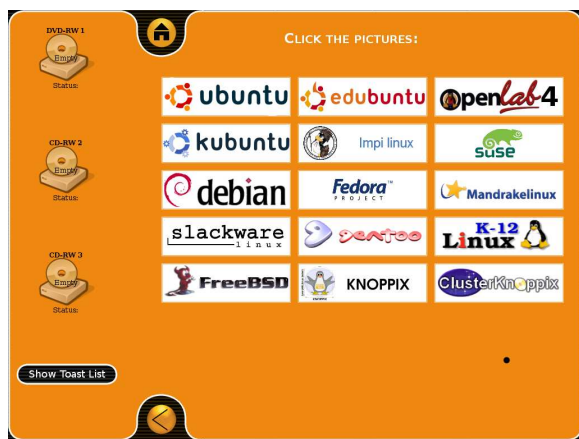 DVD-RW 1
Empty
Status:
CD-RW 2
Empty
Status:
CD-RW 3
Empty
Status:
Show Toast List
CLICK THE PICTURES:
ubuntu
edubuntu
OpenLab 4
kubuntu
Impi linux
SUSE
debian
Fedora™
PROJECT
Mandrakelinux
slackware
linux
gentoo
K-12
Linux
FreeBSD
KNOPPIX
ClusterKnoppix